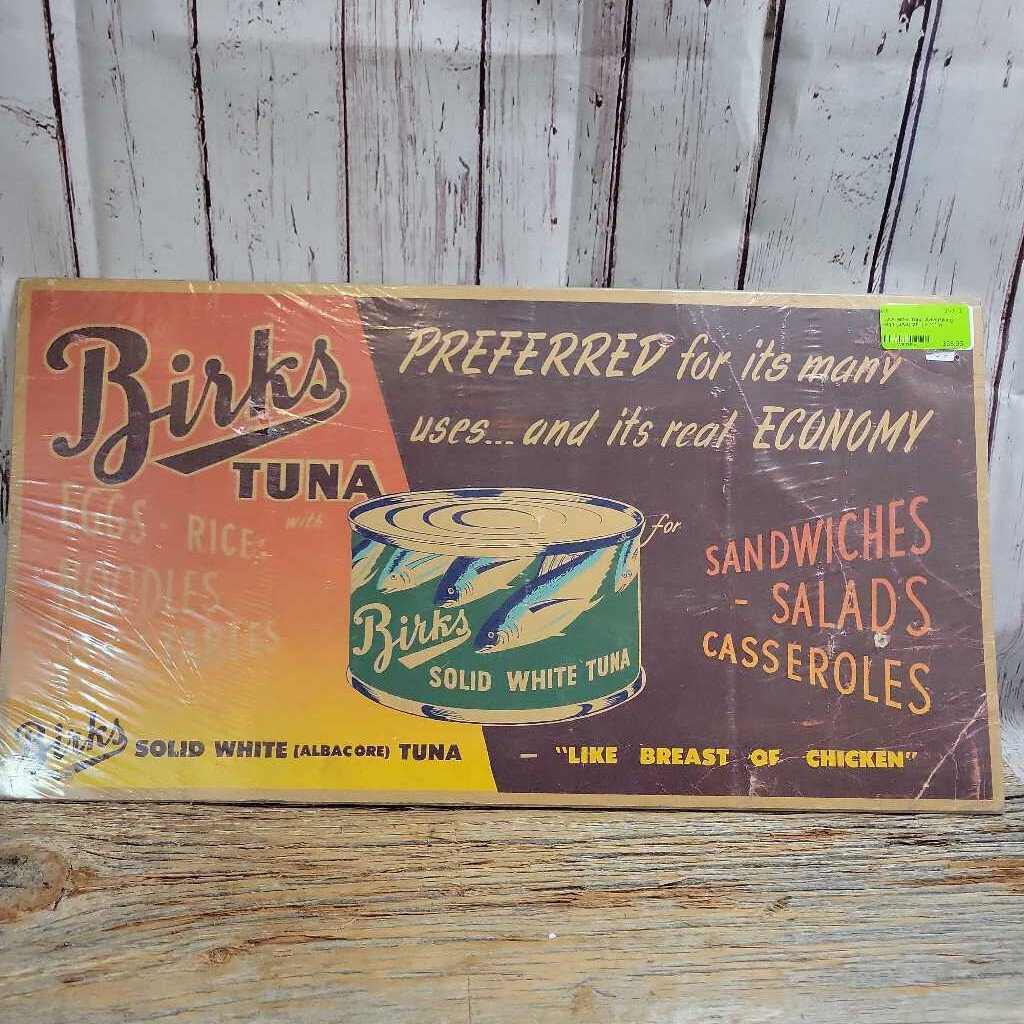 Birks
TUNA
with
EGGS - RICE
NOODLES
PREFERRED for its many
uses... and its real ECONOMY
for
SANDWICHES
- SALADS
CASSEROLES
Birks
SOLID WHITE TUNA
Birks SOLID WHITE (ALBACORE) TUNA - "LIKE BREAST OF CHICKEN"